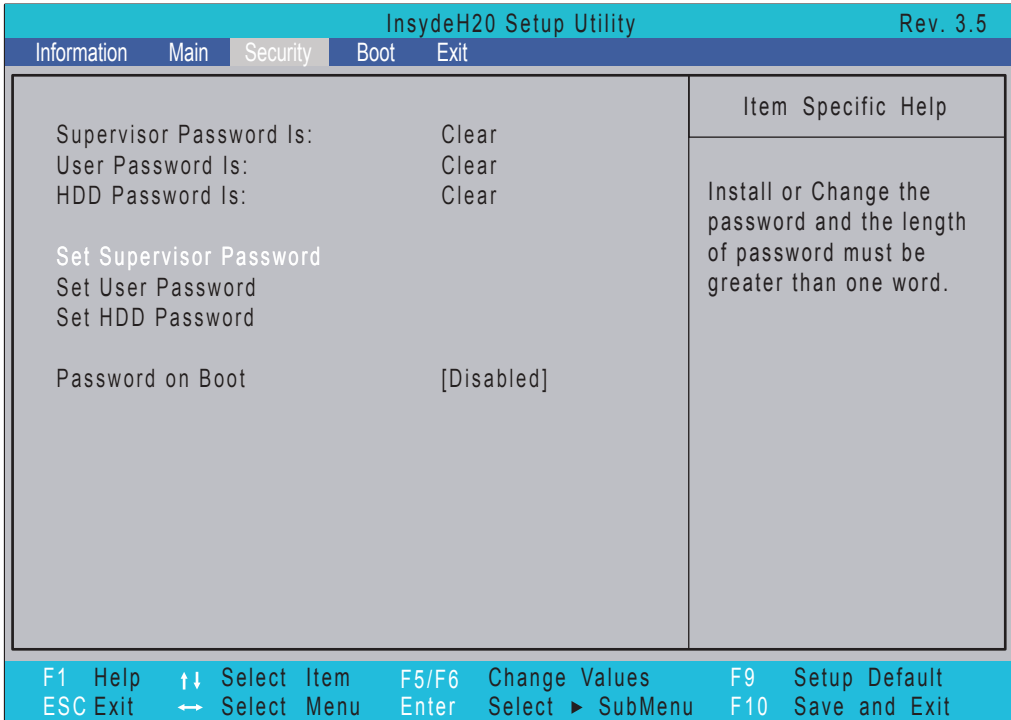 InsydeH20 Setup Utility Rev. 3.5
Information Main Security Boot Exit
Supervisor Password Is: Clear
User Password Is: Clear
HDD Password Is: Clear
Set Supervisor Password
Set User Password
Set HDD Password
Password on Boot [Disabled]
Item Specific Help
Install or Change the
password and the length
of password must be
greater than one word.
F1 Help ↑↓ Select Item F5/F6 Change Values F9 Setup Default
ESC Exit ↔ Select Menu Enter Select ► SubMenu F10 Save and Exit